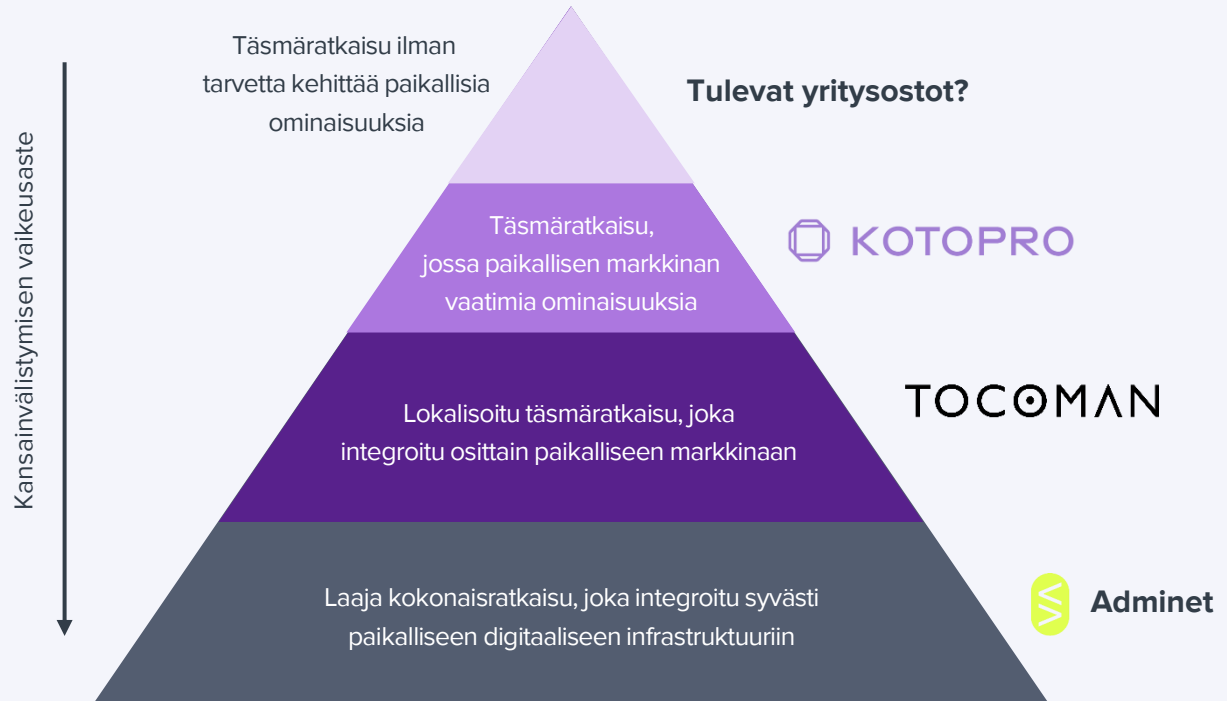 Kansainvälistymisen vaikeusaste
Täsmäratkaisu ilman
tarvetta kehittää paikallisia
ominaisuuksia
Tulevat yritysostot?
Täsmäratkaisu,
jossa paikallisen markkinan
vaatimia ominaisuuksia
KOTOPRO
Lokalisoitu täsmäratkaisu, joka
integroitu osittain paikalliseen markkinaan
TOCOMAN
Laaja kokonaisratkaisu, joka integroitu syvästi
paikalliseen digitaaliseen infrastruktuuriin
Adminet